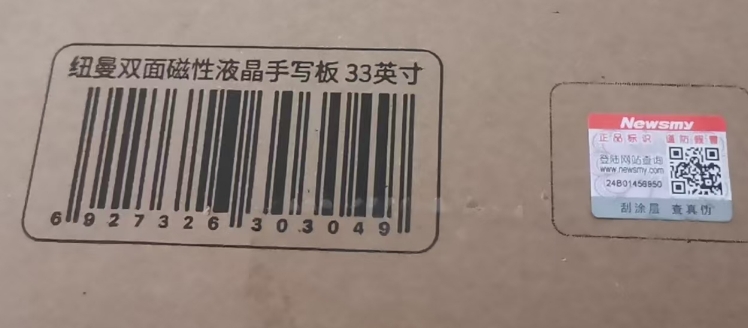 纽曼双面磁性液晶手写板 33英寸
6 927326 303049
Newsmy
正品标识 谨防假冒
登陆网站查询
www.newsmy.com
24B01456950
刮涂层 查真伪